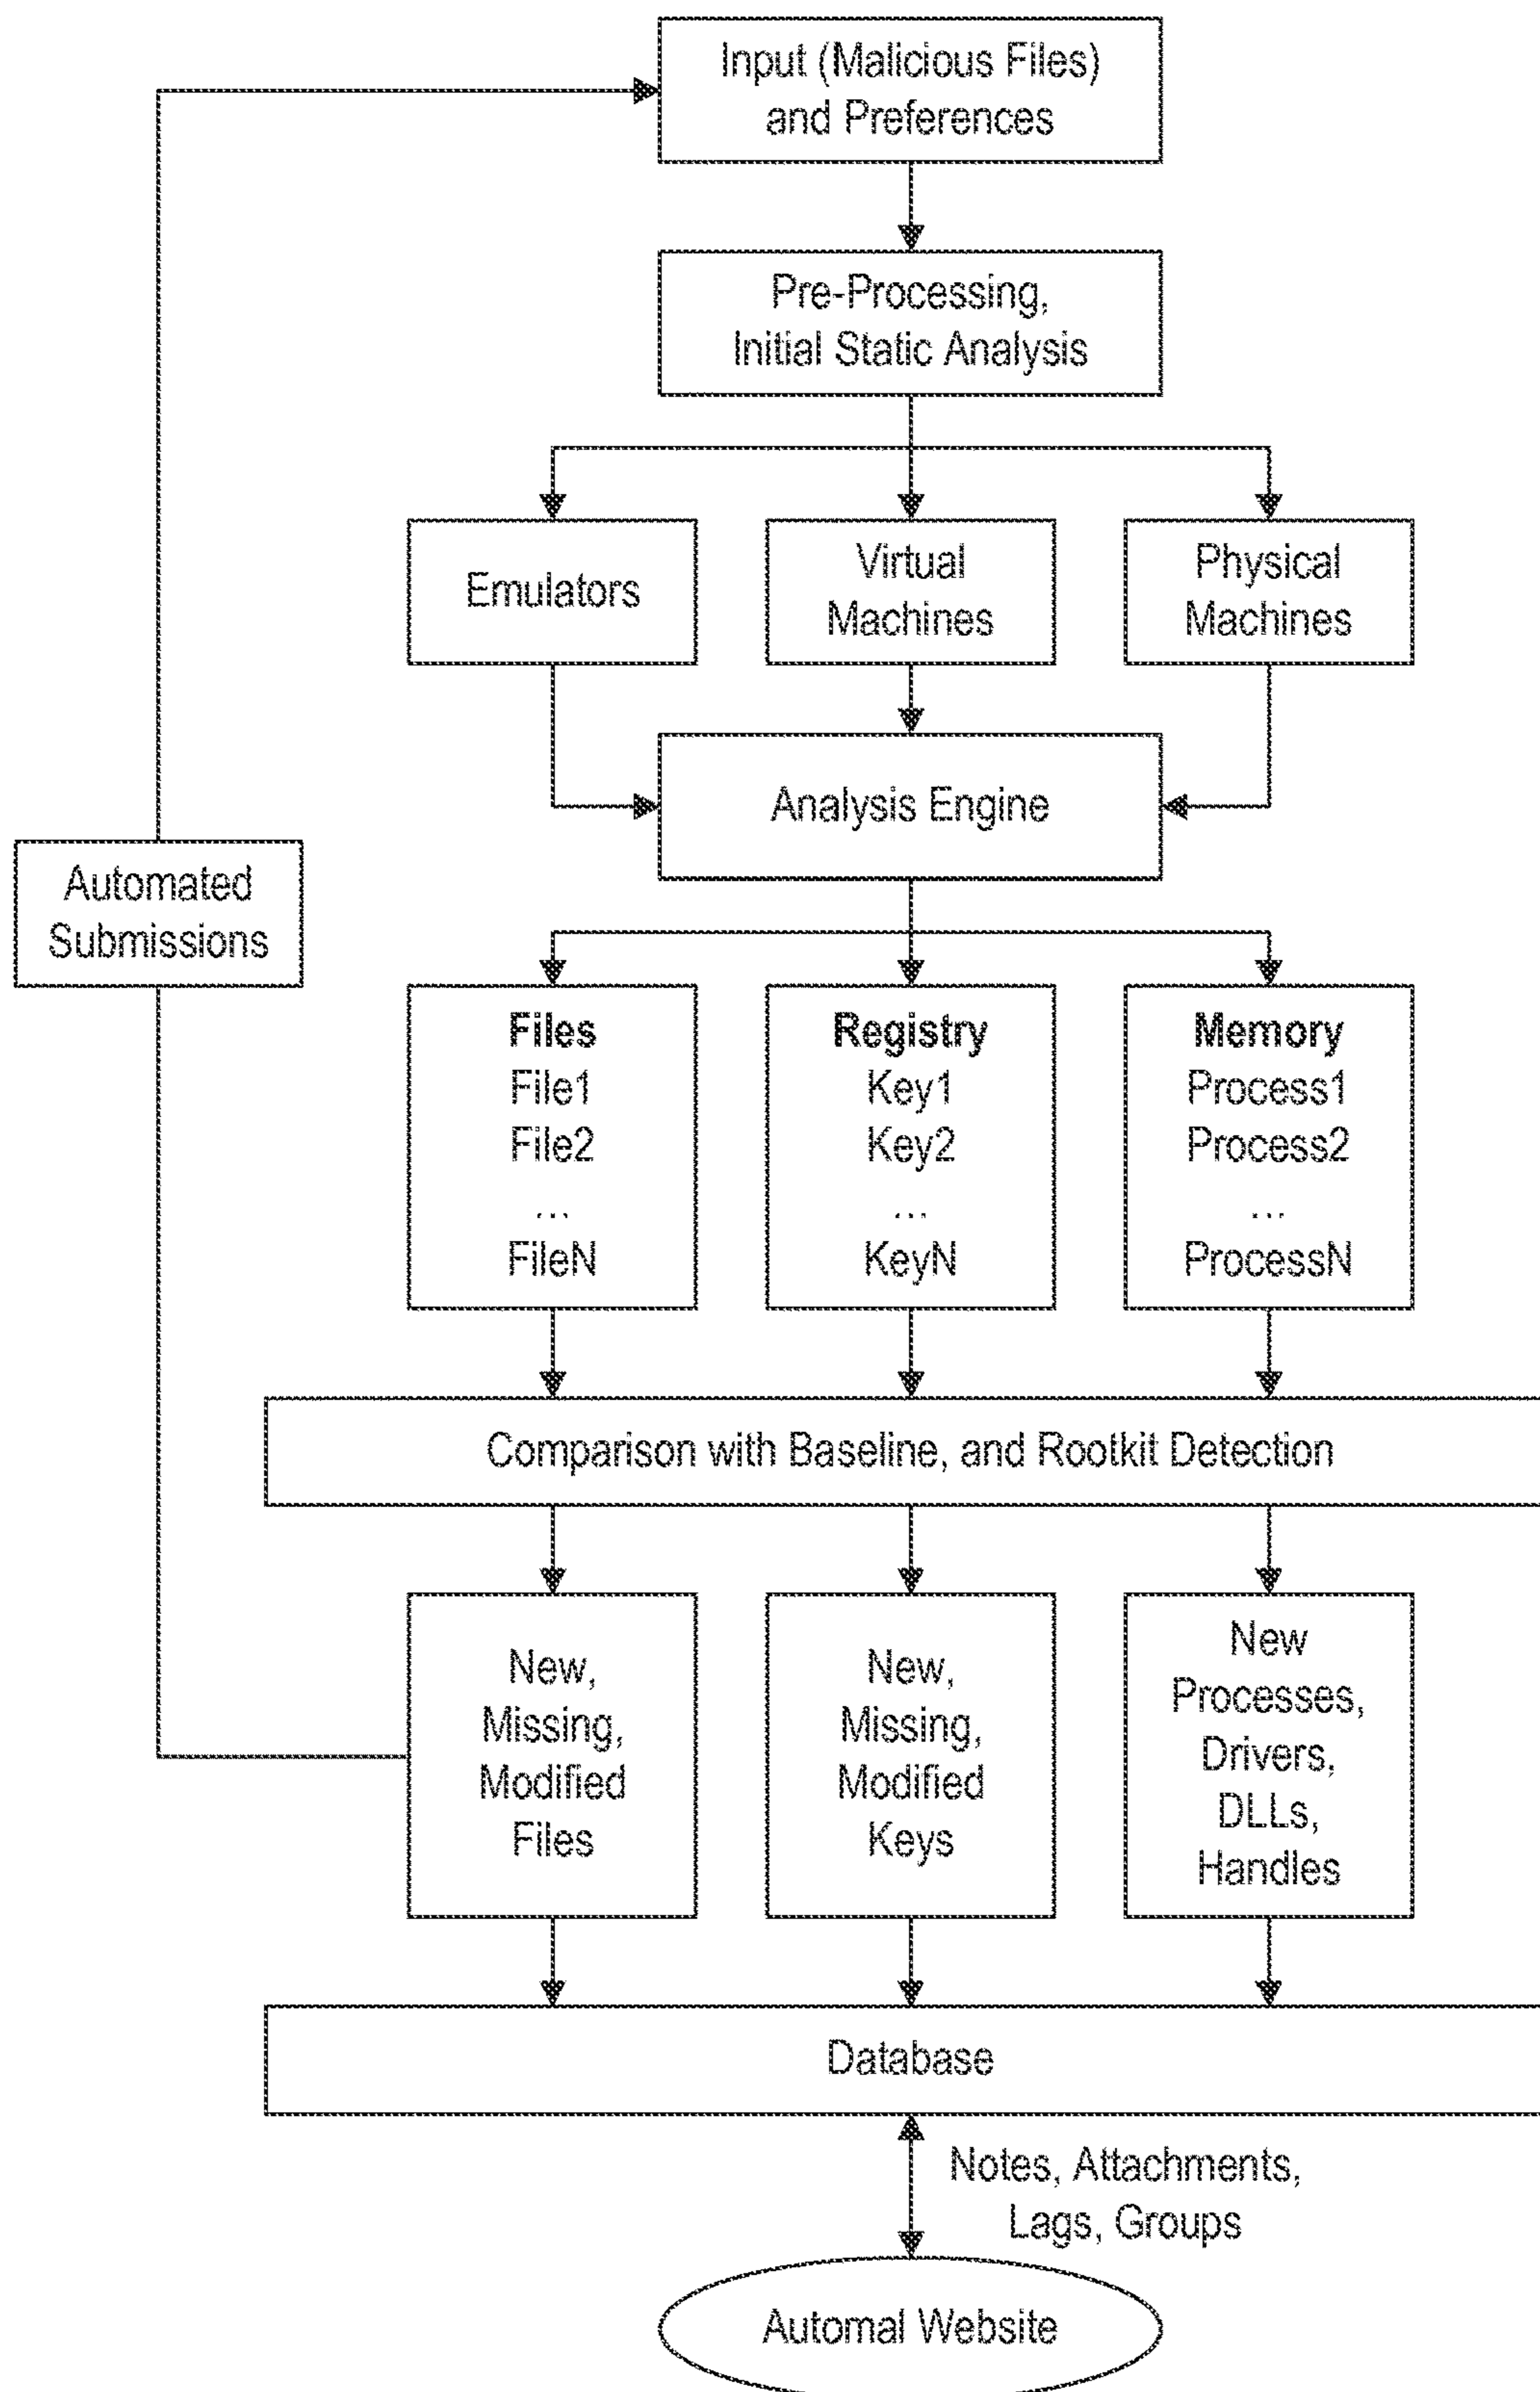 Input (Malicious Files)
and Preferences
Pre-Processing,
Initial Static Analysis
Emulators
Virtual
Machines
Physical
Machines
Analysis Engine
Automated
Submissions
Files
File1
File2
...
FileN
Registry
Key1
Key2
...
KeyN
Memory
Process1
Process2
...
ProcessN
Comparison with Baseline, and Rootkit Detection
New,
Missing,
Modified
Files
New,
Missing,
Modified
Keys
New
Processes,
Drivers,
DLLs,
Handles
Database
Notes, Attachments,
Lags, Groups
Automal Website